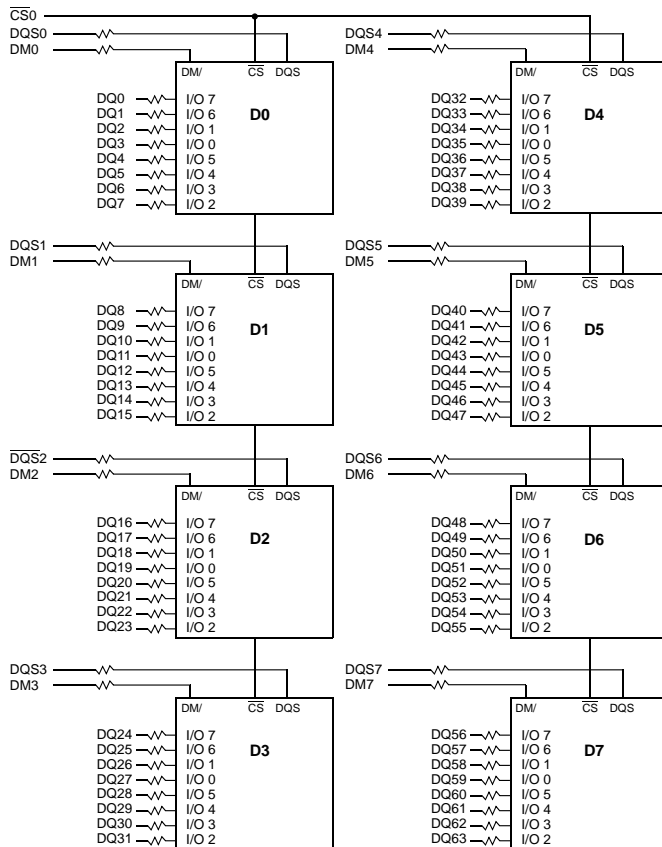 CS0
DQS0
DM0
DM/ CS DQS
D0
DQ0 I/O 7
DQ1 I/O 6
DQ2 I/O 1
DQ3 I/O 0
DQ4 I/O 5
DQ5 I/O 4
DQ6 I/O 3
DQ7 I/O 2
DQS1
DM1
DM/ CS DQS
D1
DQ8 I/O 7
DQ9 I/O 6
DQ10 I/O 1
DQ11 I/O 0
DQ12 I/O 5
DQ13 I/O 4
DQ14 I/O 3
DQ15 I/O 2
DQS2
DM2
DM/ CS DQS
D2
DQ16 I/O 7
DQ17 I/O 6
DQ18 I/O 1
DQ19 I/O 0
DQ20 I/O 5
DQ21 I/O 4
DQ22 I/O 3
DQ23 I/O 2
DQS3
DM3
DM/ CS DQS
D3
DQ24 I/O 7
DQ25 I/O 6
DQ26 I/O 1
DQ27 I/O 0
DQ28 I/O 5
DQ29 I/O 4
DQ30 I/O 3
DQ31 I/O 2
DQS4
DM4
DM/ CS DQS
D4
DQ32 I/O 7
DQ33 I/O 6
DQ34 I/O 1
DQ35 I/O 0
DQ36 I/O 5
DQ37 I/O 4
DQ38 I/O 3
DQ39 I/O 2
DQS5
DM5
DM/ CS DQS
D5
DQ40 I/O 7
DQ41 I/O 6
DQ42 I/O 1
DQ43 I/O 0
DQ44 I/O 5
DQ45 I/O 4
DQ46 I/O 3
DQ47 I/O 2
DQS6
DM6
DM/ CS DQS
D6
DQ48 I/O 7
DQ49 I/O 6
DQ50 I/O 1
DQ51 I/O 0
DQ52 I/O 5
DQ53 I/O 4
DQ54 I/O 3
DQ55 I/O 2
DQS7
DM7
DM/ CS DQS
D7
DQ56 I/O 7
DQ57 I/O 6
DQ58 I/O 1
DQ59 I/O 0
DQ60 I/O 5
DQ61 I/O 4
DQ62 I/O 3
DQ63 I/O 2